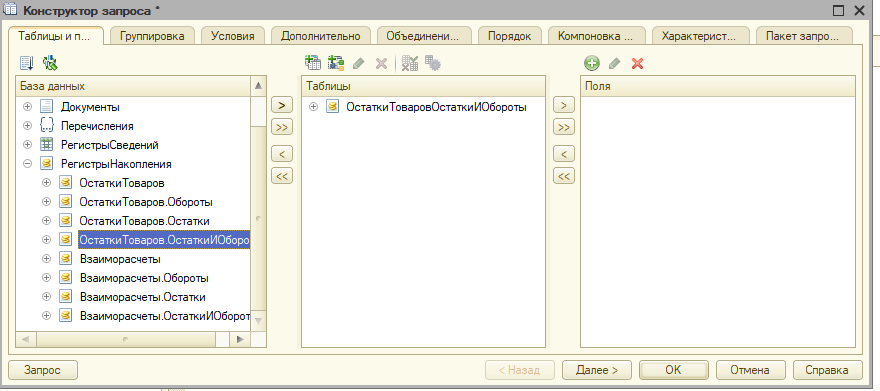 Конструктор запроса *
Таблицы и п...
Группировка
Условия
Дополнительно
Объединени...
Порядок
Компоновка ...
Характерист...
Пакет запро...
База данных
Документы
Перечисления
РегистрыСведений
РегистрыНакопления
ОстаткиТоваров
ОстаткиТоваров.Обороты
ОстаткиТоваров.Остатки
ОстаткиТоваров.ОстаткиИОборо
Взаиморасчеты
Взаиморасчеты.Обороты
Взаиморасчеты.Остатки
Взаиморасчеты.ОстаткиИОборот
>
>>
<
<<
Таблицы
ОстаткиТоваровОстаткиИОбороты
>
>>
<
<<
Поля
Запрос
< Назад
Далее >
OK
Отмена
Справка